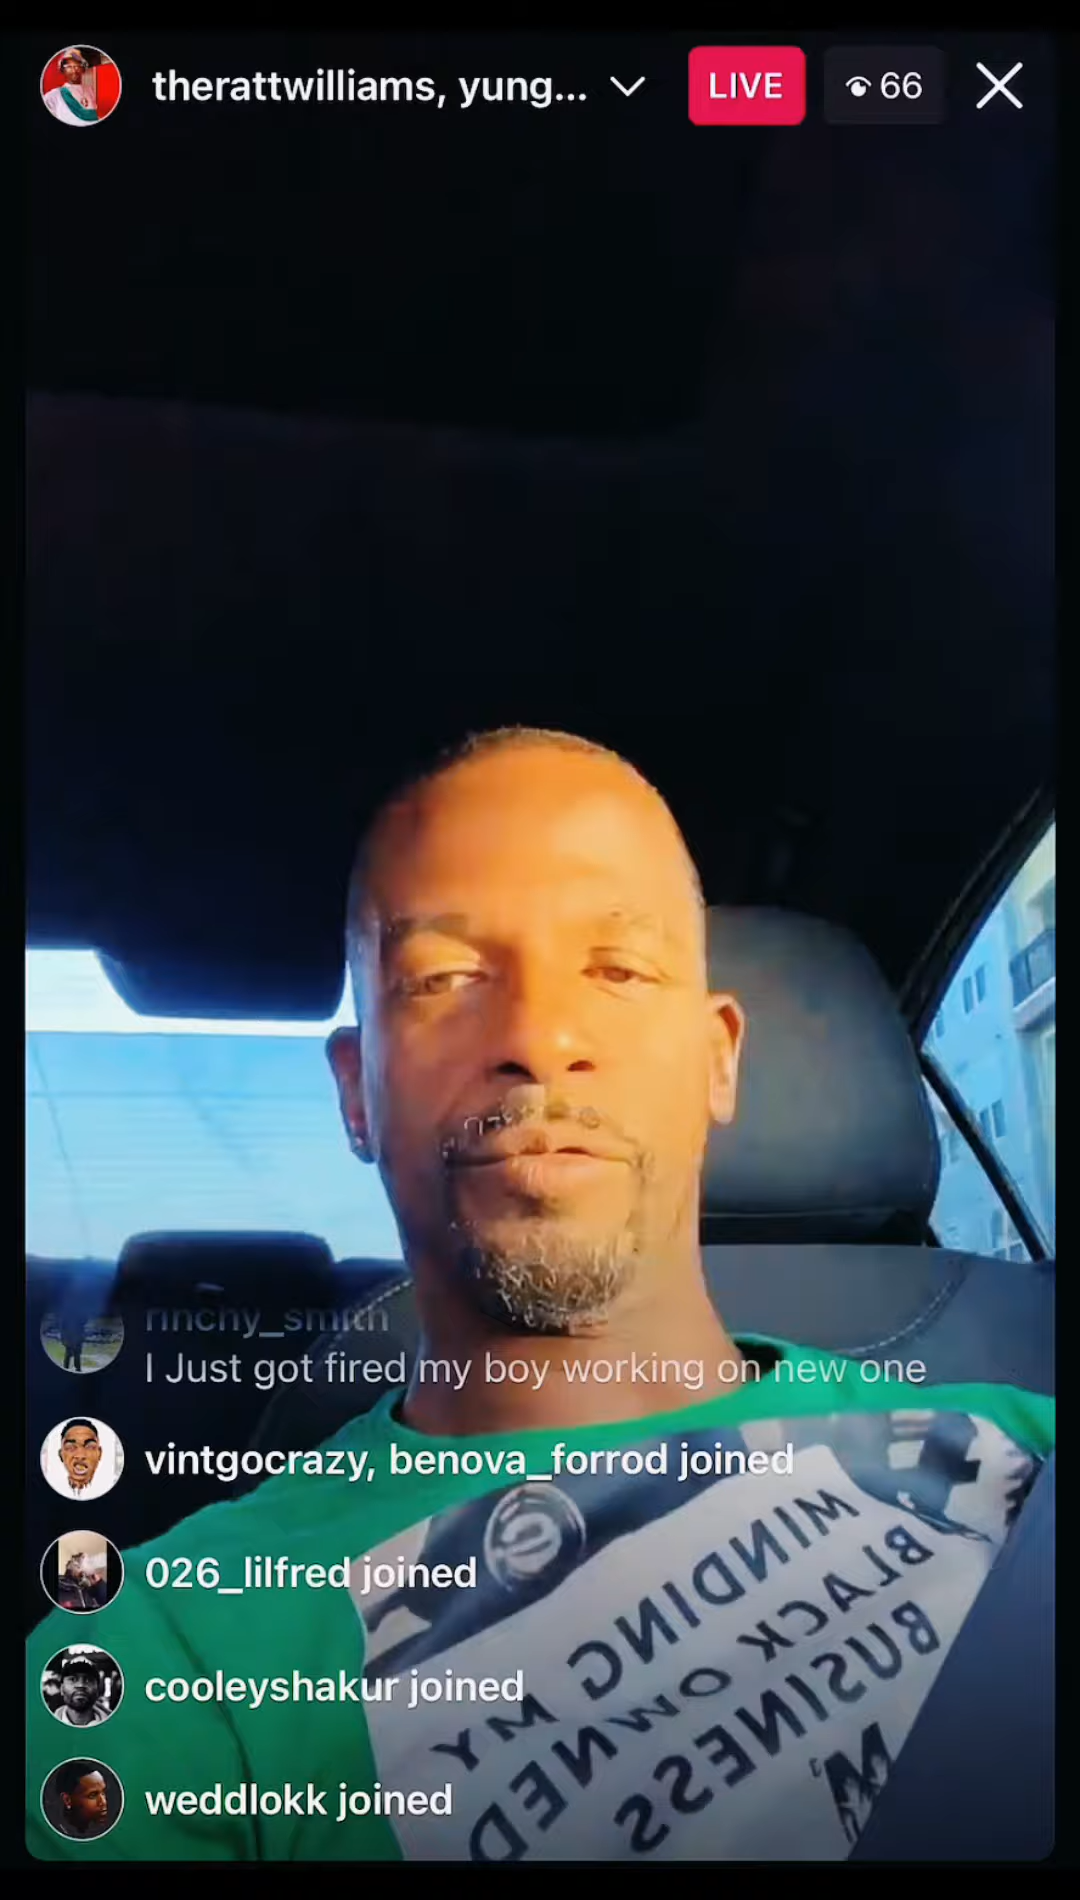 therattwilliams, yung...
LIVE
66
rinchy_smith
I Just got fired my boy working on new one
vintgocrazy, benova_forrod joined
026_lilfred joined
cooleyshakur joined
weddlokk joined
MINDING MY
BLACK OWNED
BUSINESS